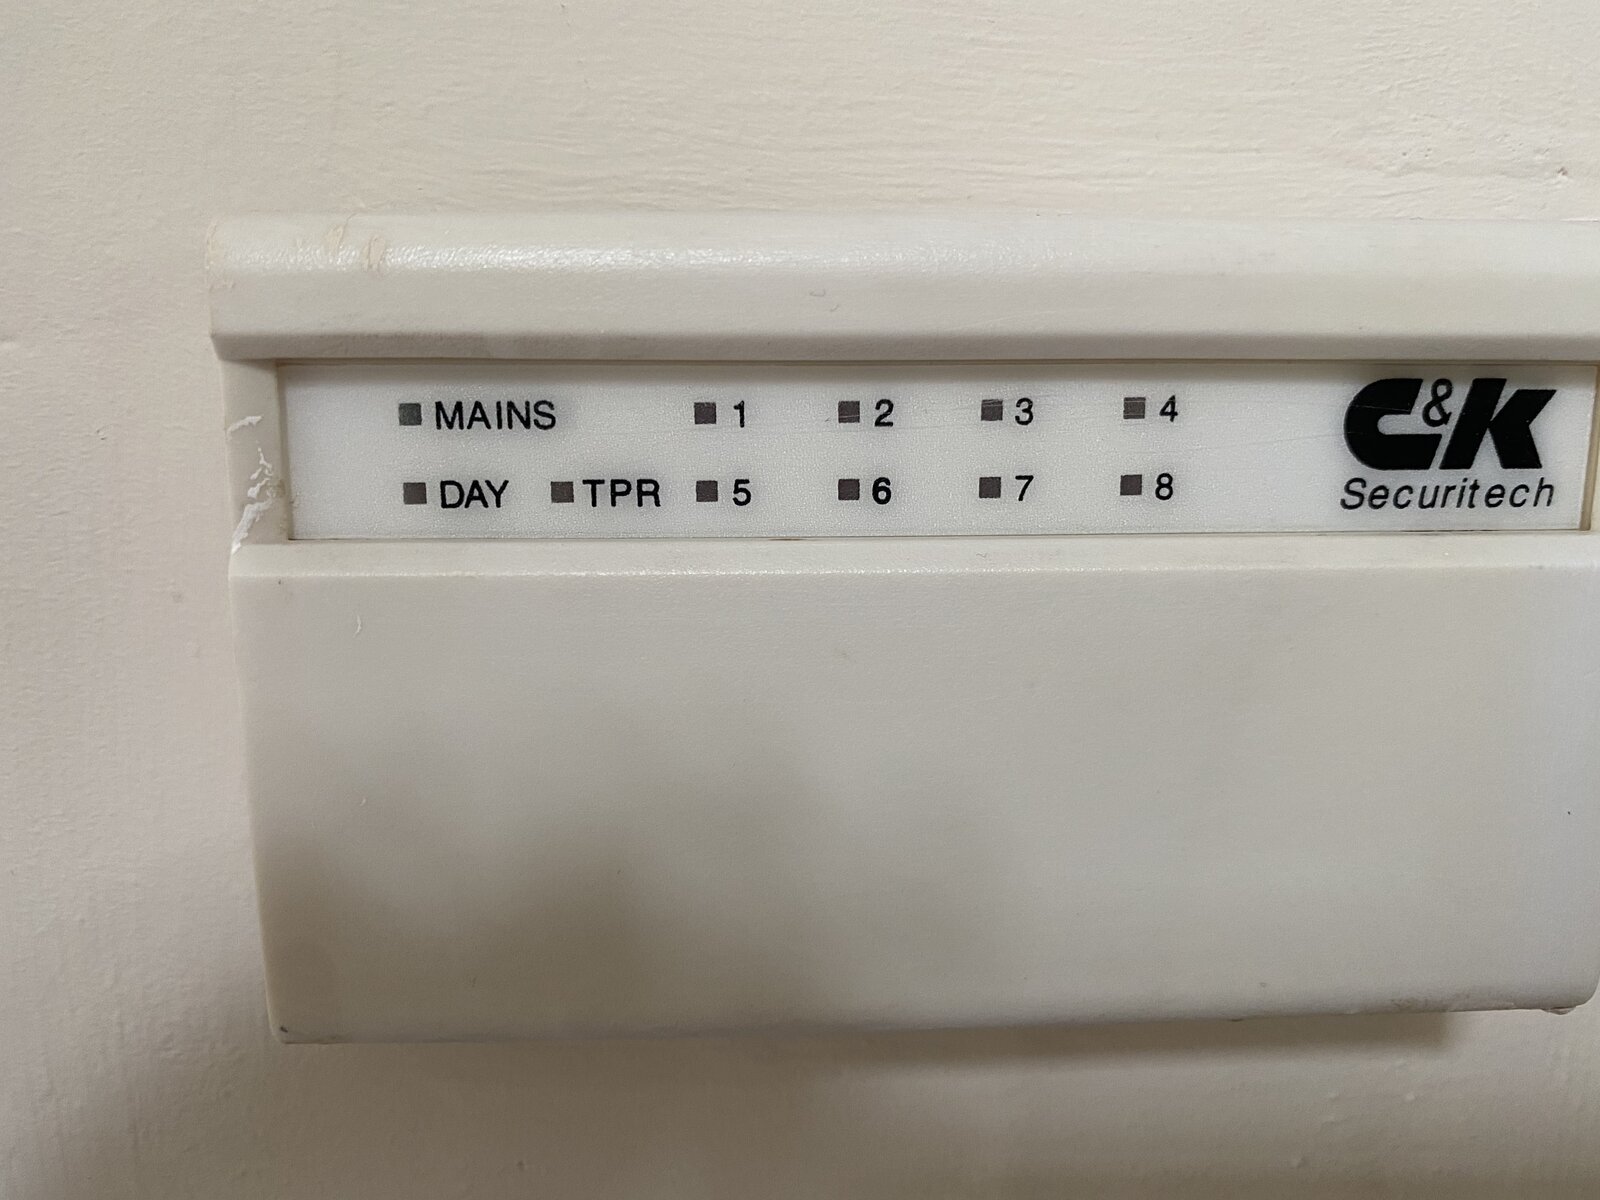 MAINS 1 2 3 4
DAY TPR 5 6 7 8
C&K
Securitech